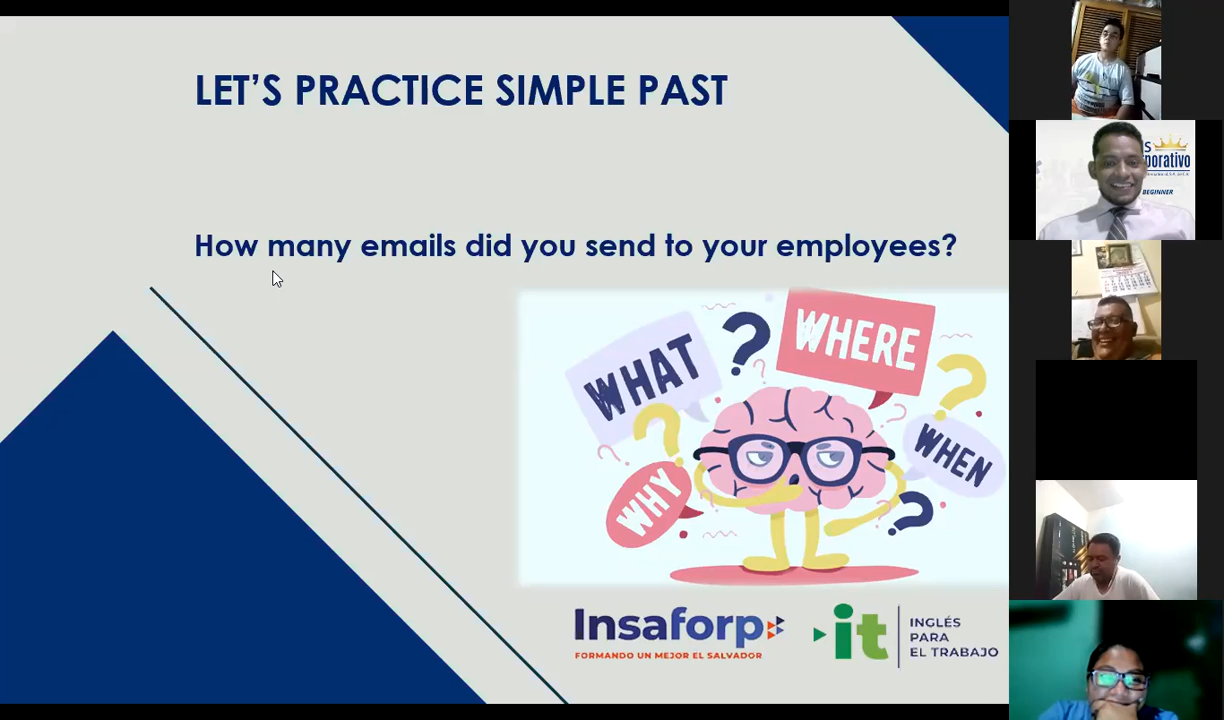 LET'S PRACTICE SIMPLE PAST
How many emails did you send to your employees?
WHAT
WHERE
WHY
WHEN
Insaforp
FORMANDO UN MEJOR EL SALVADOR
it
INGLÉS
PARA
EL TRABAJO
S
porativo
BEGINNER